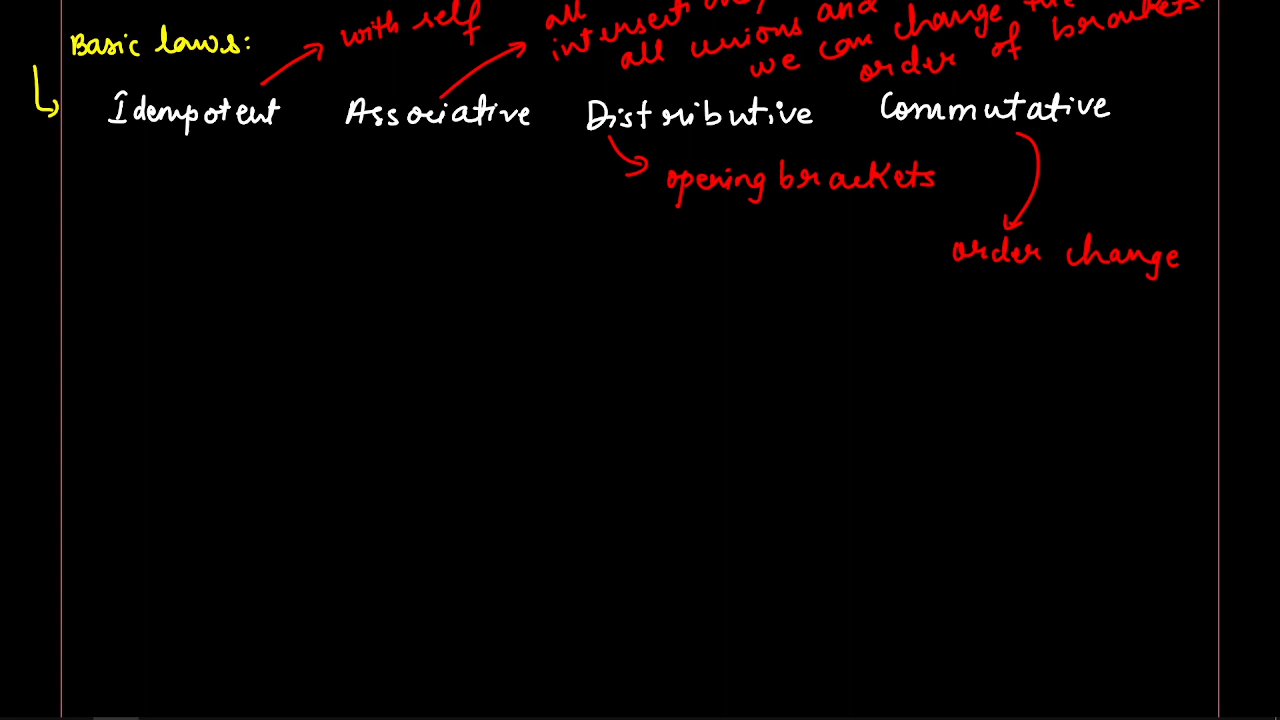 with self
all
intersect
all unions and
we can change the
order of brackets
Basic laws:
Idempotent Associative Distributive Commutative
opening brackets
order change